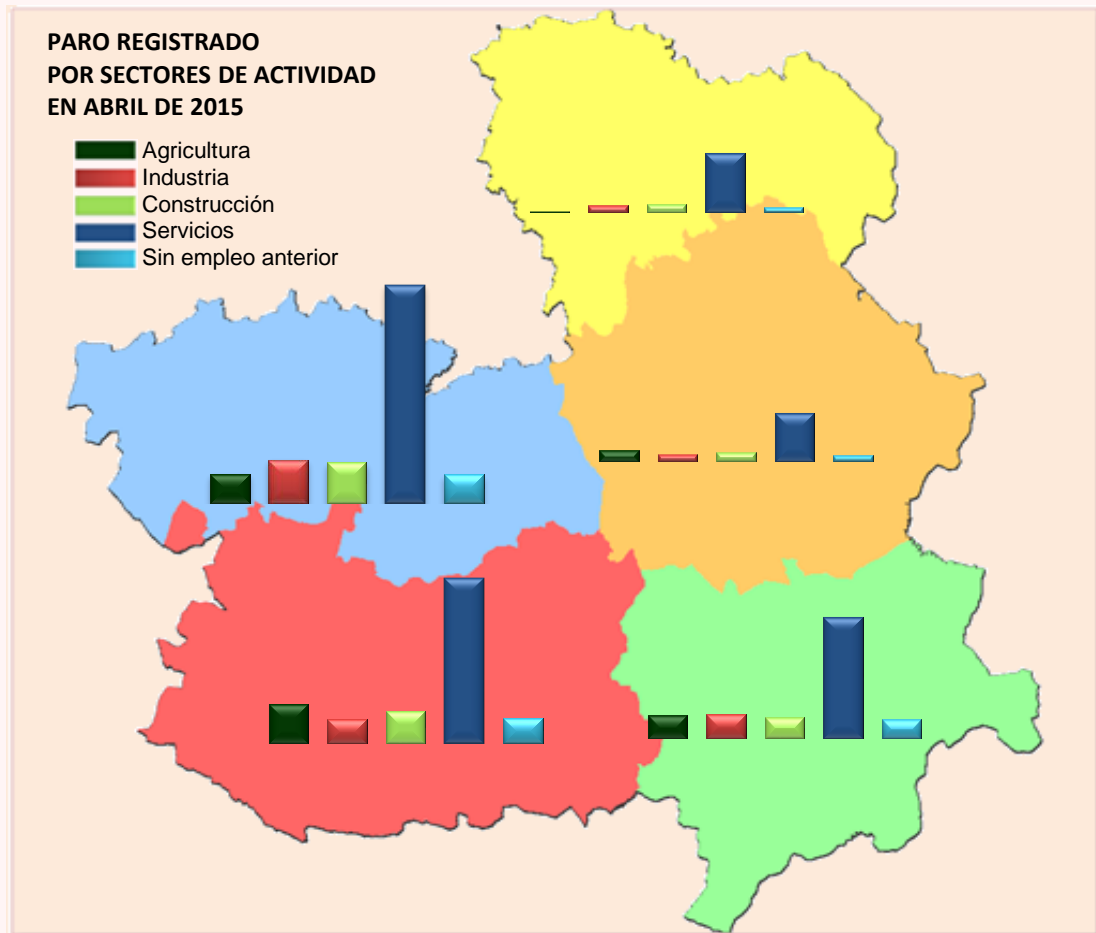 PARO REGISTRADO
POR SECTORES DE ACTIVIDAD
EN ABRIL DE 2015
Agricultura
Industria
Construcción
Servicios
Sin empleo anterior